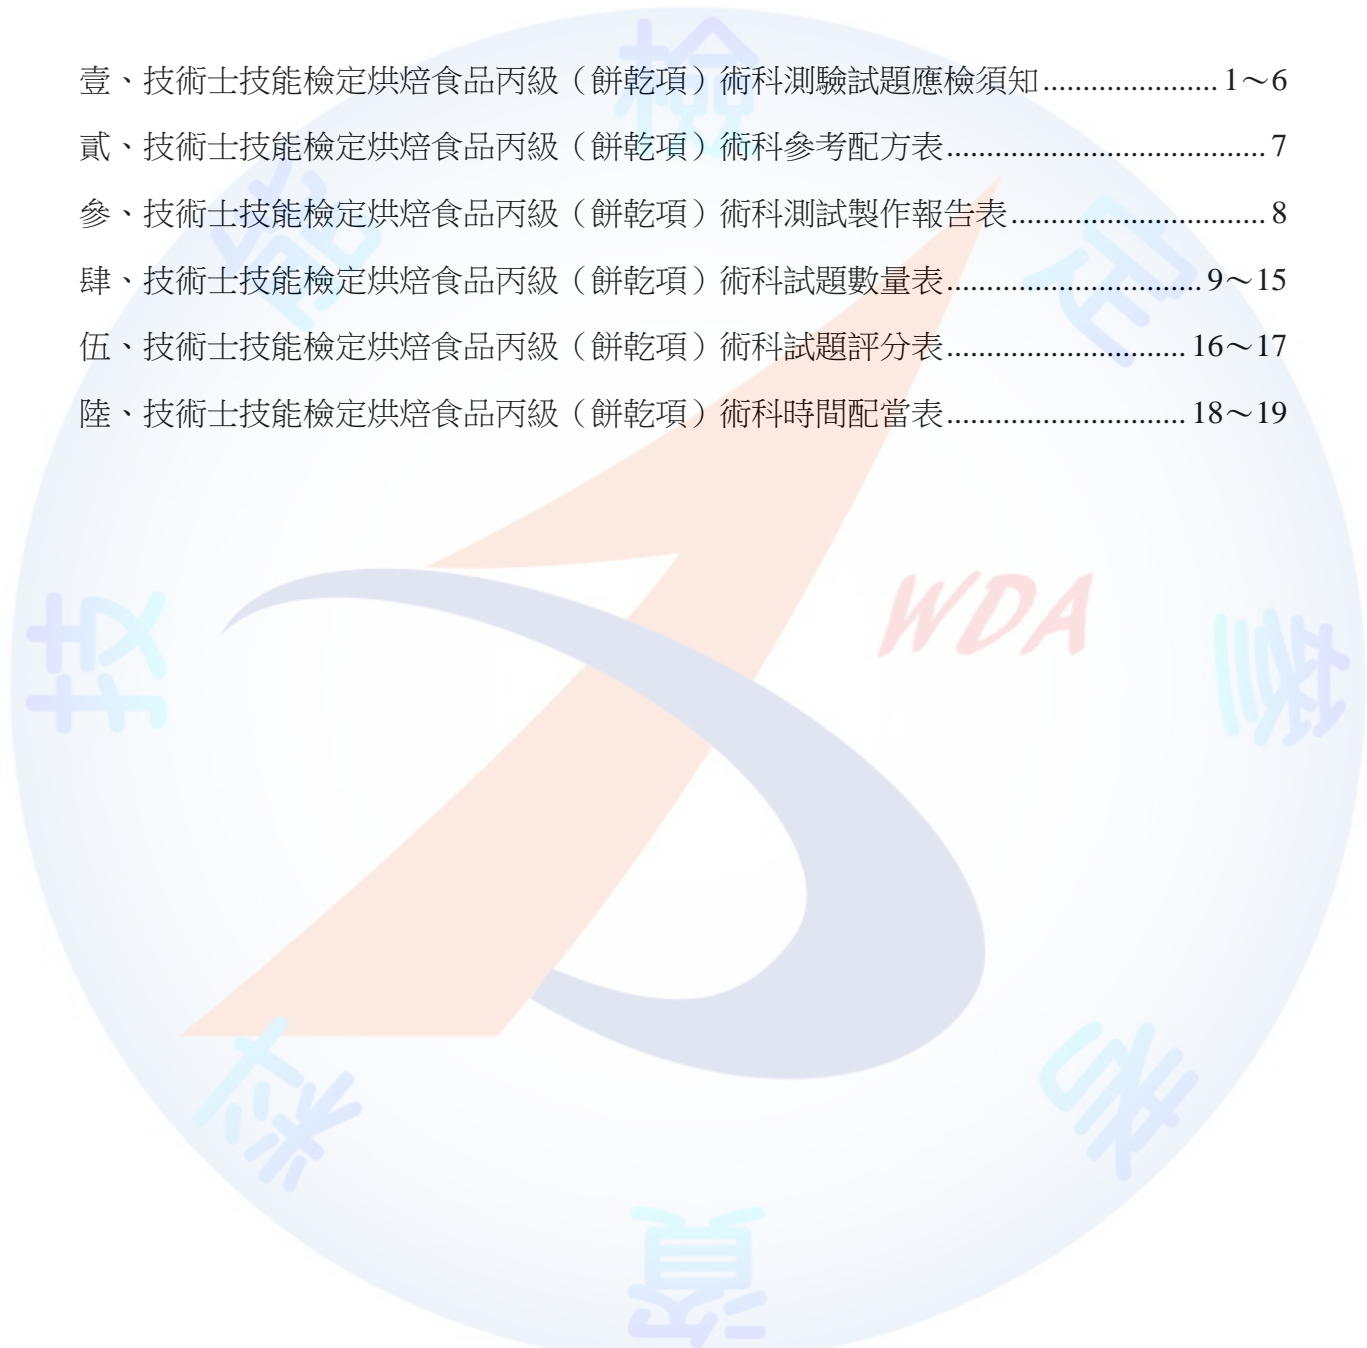 壹、技術士技能檢定烘焙食品丙級（餅乾項）術科測驗試題應檢須知...................... 1～6
貳、技術士技能檢定烘焙食品丙級（餅乾項）術科參考配方表........................................ 7
參、技術士技能檢定烘焙食品丙級（餅乾項）術科測試製作報告表................................ 8
肆、技術士技能檢定烘焙食品丙級（餅乾項）術科試題數量表................................ 9～15
伍、技術士技能檢定烘焙食品丙級（餅乾項）術科試題評分表.............................. 16～17
陸、技術士技能檢定烘焙食品丙級（餅乾項）術科時間配當表.............................. 18～19
技能檢定參考資料
WDA